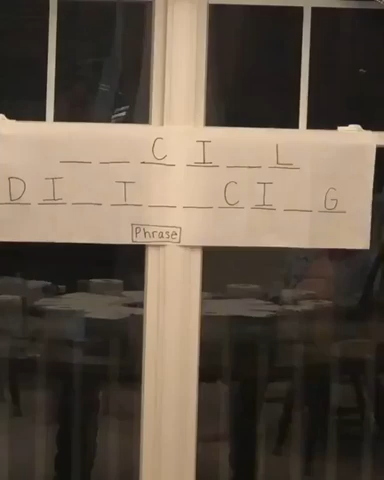 _ _ C I _ L
D I _ T _ _ C I _ G
Phrase